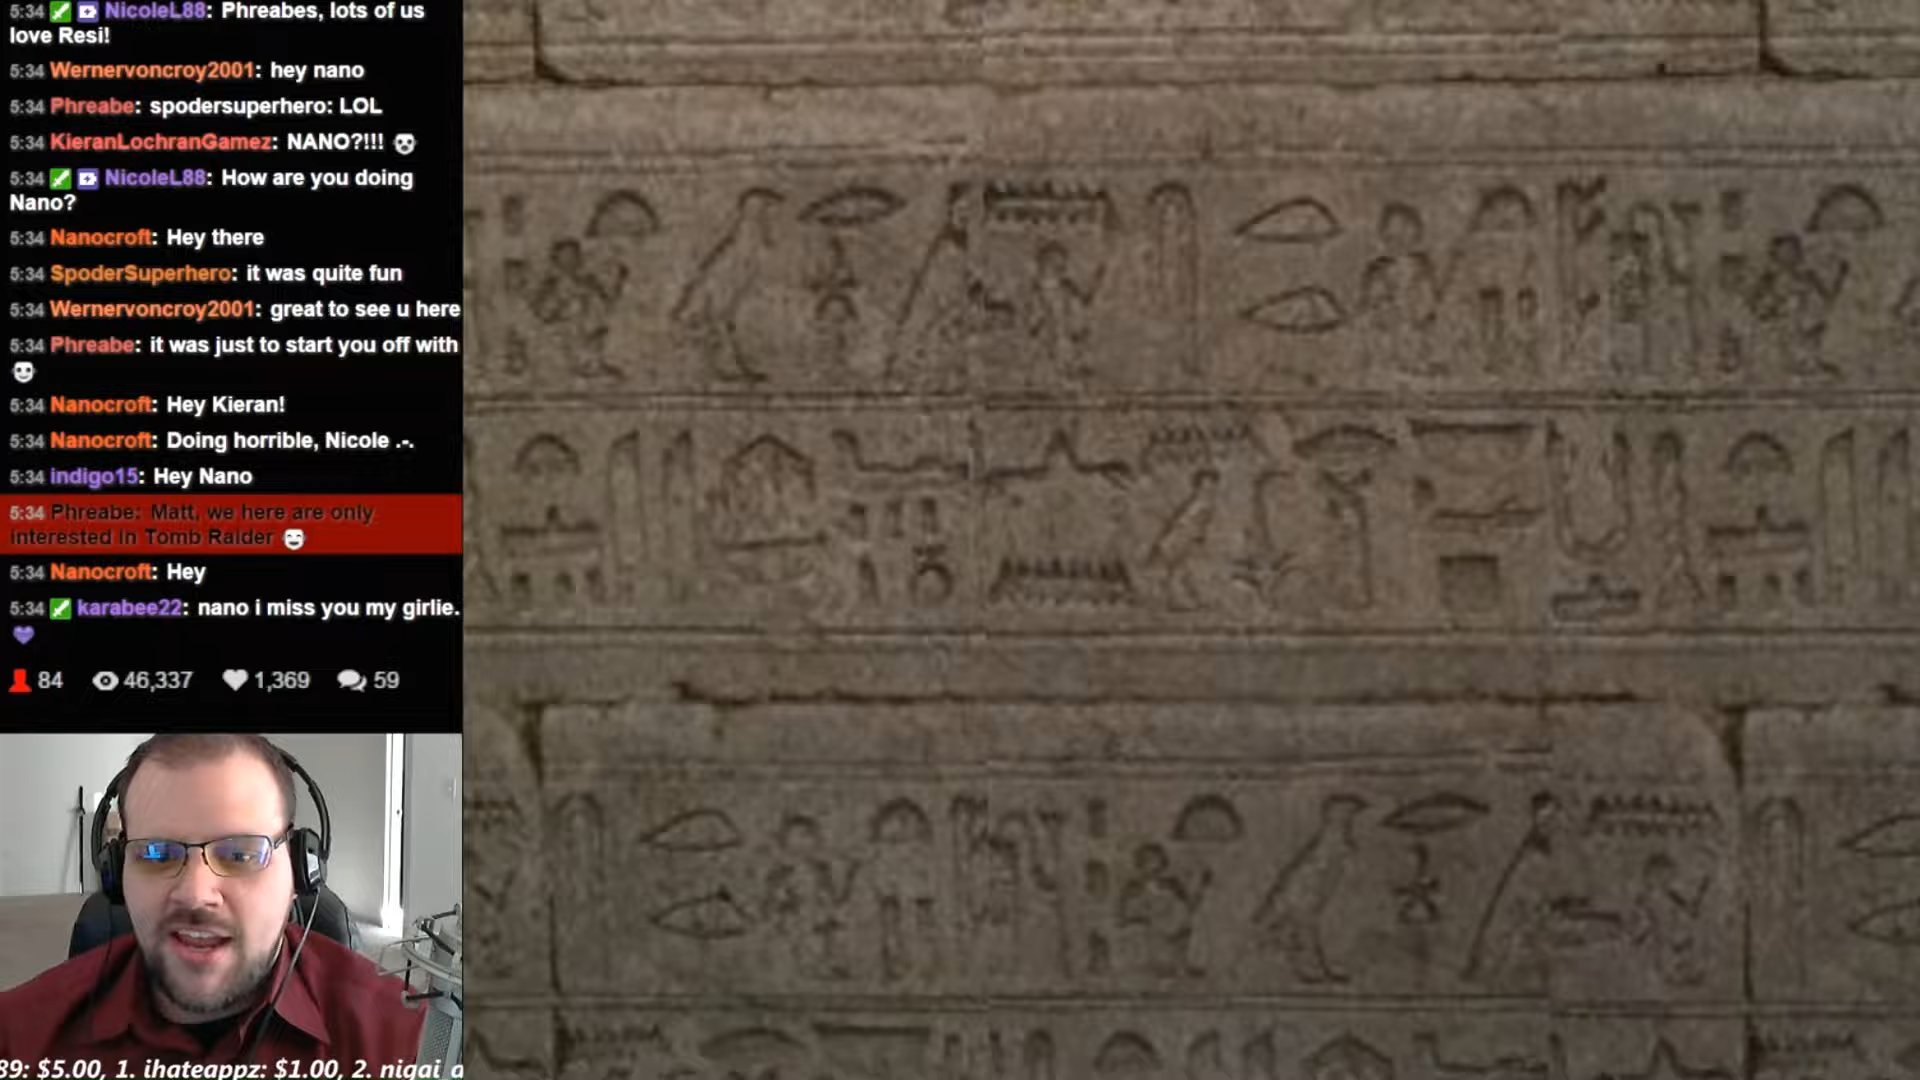 5:34 NicoleL88: Phreabes, lots of us
love Resi!
5:34 Wernervoncroy2001: hey nano
5:34 Phreabe: spodersuperhero: LOL
5:34 KieranLochranGamez: NANO?!!!
5:34 NicoleL88: How are you doing
Nano?
5:34 Nanocroft: Hey there
5:34 SpoderSuperhero: it was quite fun
5:34 Wernervoncroy2001: great to see u here
5:34 Phreabe: it was just to start you off with
5:34 Nanocroft: Hey Kieran!
5:34 Nanocroft: Doing horrible, Nicole .-.
5:34 indigo15: Hey Nano
5:34 Phreabe: Matt, we here are only
interested in Tomb Raider
5:34 Nanocroft: Hey
5:34 karabee22: nano i miss you my girlie.
84 46,337 1,369 59
89: $5.00, 1. ihateappz: $1.00, 2.